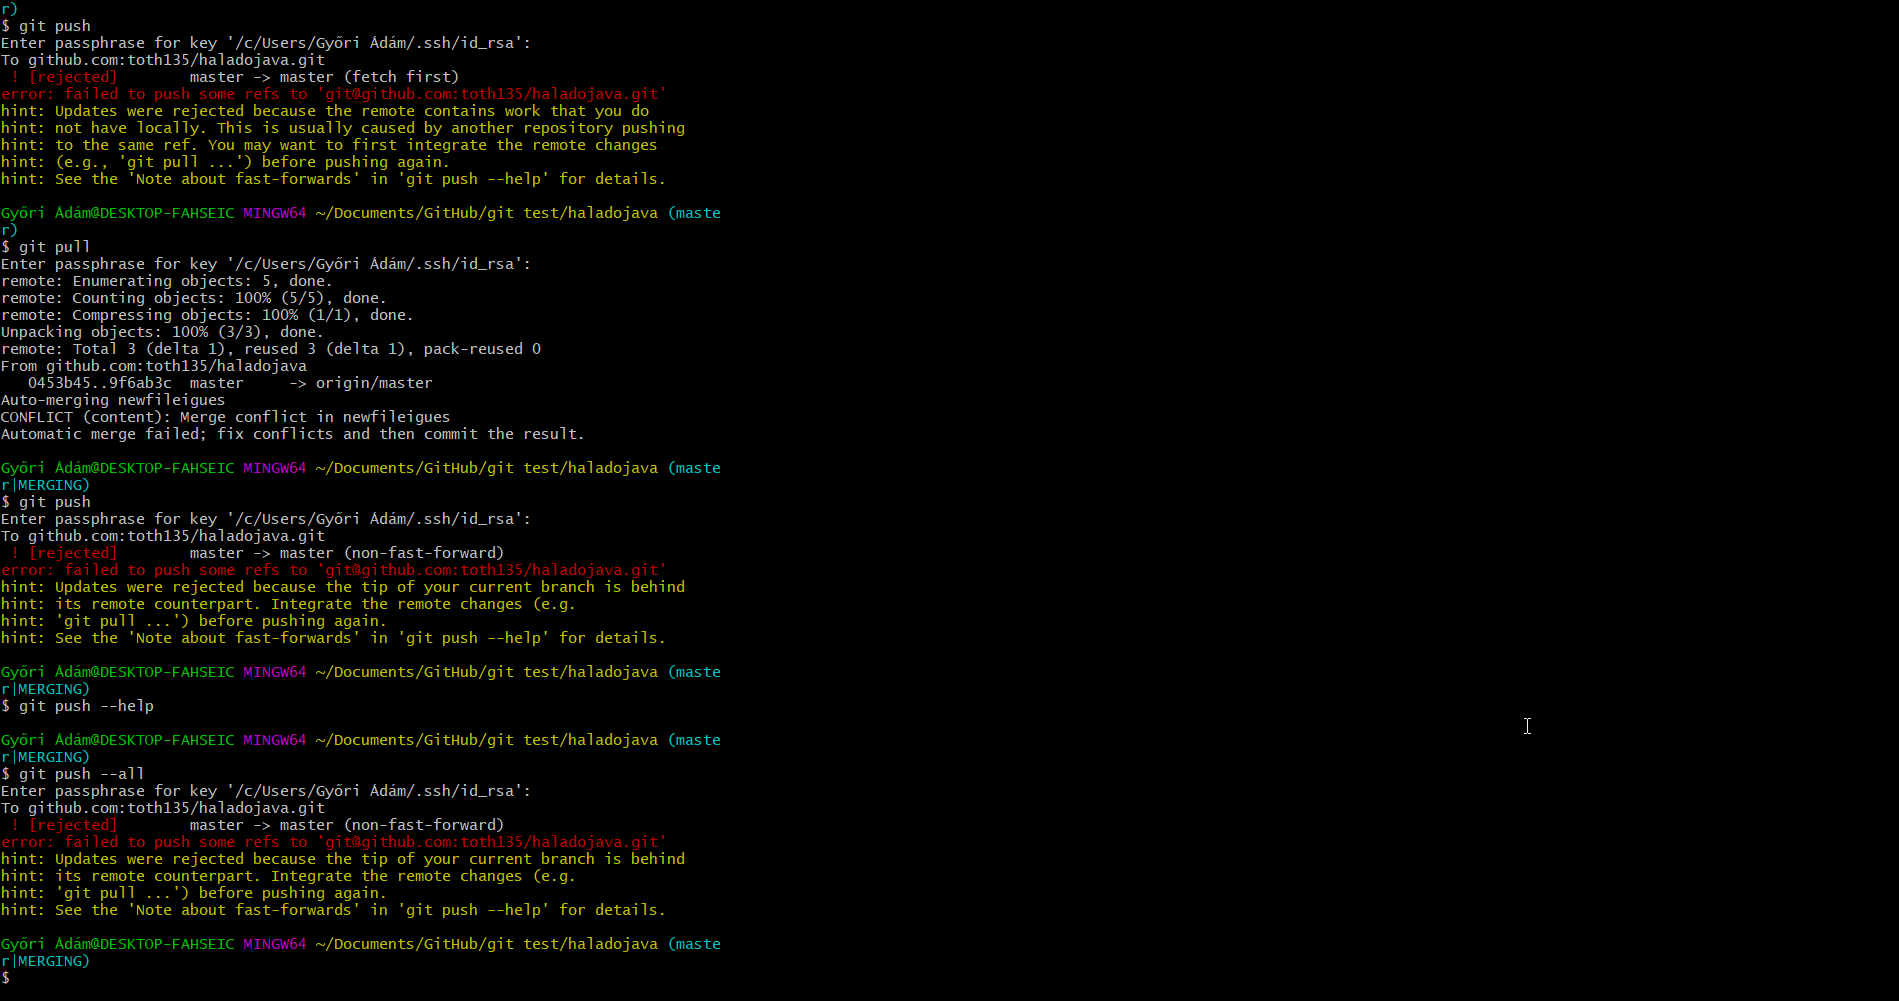 r)
$ git push
Enter passphrase for key '/c/Users/Győri Ádám/.ssh/id_rsa':
To github.com:toth135/haladojava.git
 ! [rejected]        master -> master (fetch first)
error: failed to push some refs to 'git@github.com:toth135/haladojava.git'
hint: Updates were rejected because the remote contains work that you do
hint: not have locally. This is usually caused by another repository pushing
hint: to the same ref. You may want to first integrate the remote changes
hint: (e.g., 'git pull ...') before pushing again.
hint: See the 'Note about fast-forwards' in 'git push --help' for details.

Győri Ádám@DESKTOP-FAHSEIC MINGW64 ~/Documents/GitHub/git test/haladojava (maste
r)
$ git pull
Enter passphrase for key '/c/Users/Győri Ádám/.ssh/id_rsa':
remote: Enumerating objects: 5, done.
remote: Counting objects: 100% (5/5), done.
remote: Compressing objects: 100% (1/1), done.
Unpacking objects: 100% (3/3), done.
remote: Total 3 (delta 1), reused 3 (delta 1), pack-reused 0
From github.com:toth135/haladojava
   0453b45..9f6ab3c  master     -> origin/master
Auto-merging newfileigues
CONFLICT (content): Merge conflict in newfileigues
Automatic merge failed; fix conflicts and then commit the result.

Győri Ádám@DESKTOP-FAHSEIC MINGW64 ~/Documents/GitHub/git test/haladojava (maste
r|MERGING)
$ git push
Enter passphrase for key '/c/Users/Győri Ádám/.ssh/id_rsa':
To github.com:toth135/haladojava.git
 ! [rejected]        master -> master (non-fast-forward)
error: failed to push some refs to 'git@github.com:toth135/haladojava.git'
hint: Updates were rejected because the tip of your current branch is behind
hint: its remote counterpart. Integrate the remote changes (e.g.
hint: 'git pull ...') before pushing again.
hint: See the 'Note about fast-forwards' in 'git push --help' for details.

Győri Ádám@DESKTOP-FAHSEIC MINGW64 ~/Documents/GitHub/git test/haladojava (maste
r|MERGING)
$ git push --help

Győri Ádám@DESKTOP-FAHSEIC MINGW64 ~/Documents/GitHub/git test/haladojava (maste
r|MERGING)
$ git push --all
Enter passphrase for key '/c/Users/Győri Ádám/.ssh/id_rsa':
To github.com:toth135/haladojava.git
 ! [rejected]        master -> master (non-fast-forward)
error: failed to push some refs to 'git@github.com:toth135/haladojava.git'
hint: Updates were rejected because the tip of your current branch is behind
hint: its remote counterpart. Integrate the remote changes (e.g.
hint: 'git pull ...') before pushing again.
hint: See the 'Note about fast-forwards' in 'git push --help' for details.

Győri Ádám@DESKTOP-FAHSEIC MINGW64 ~/Documents/GitHub/git test/haladojava (maste
r|MERGING)
$